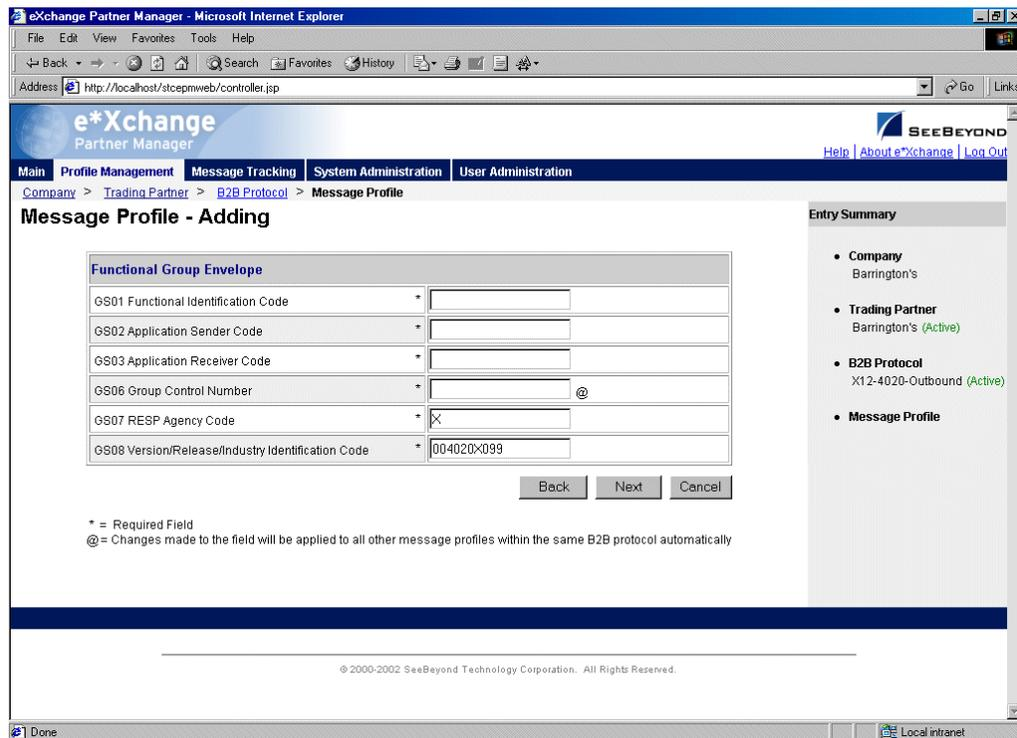 eXchange Partner Manager - Microsoft Internet Explorer
File Edit View Favorites Tools Help
Back Search Favorites History
Address http://localhost/stcepmweb/controller.jsp Go Links
e*Xchange
Partner Manager
SEEBEYOND
Help | About e*Xchange | Log Out
Main Profile Management Message Tracking System Administration User Administration
Company > Trading Partner > B2B Protocol > Message Profile
Message Profile - Adding
Functional Group Envelope
GS01 Functional Identification Code *
GS02 Application Sender Code *
GS03 Application Receiver Code *
GS06 Group Control Number * @
GS07 RESP Agency Code * X
GS08 Version/Release/Industry Identification Code * 004020X099
Back Next Cancel
* = Required Field
@ = Changes made to the field will be applied to all other message profiles within the same B2B protocol automatically
Entry Summary
• Company
Barrington's
• Trading Partner
Barrington's (Active)
• B2B Protocol
X12-4020-Outbound (Active)
• Message Profile
© 2000-2002 SeeBeyond Technology Corporation. All Rights Reserved.
Done Local intranet